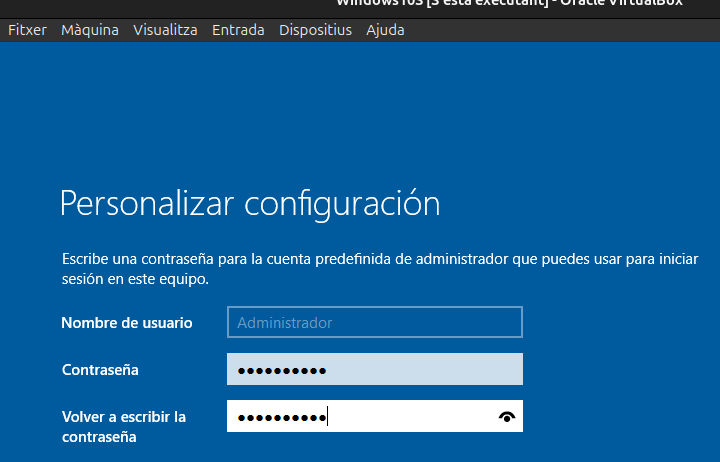 Windows10S [S'està executant] - Oracle VirtualBox
Fitxer Màquina Visualitza Entrada Dispositius Ajuda
Personalizar configuración
Escribe una contraseña para la cuenta predefinida de administrador que puedes usar para iniciar
sesión en este equipo.
Nombre de usuario Administrador
Contraseña ●●●●●●●●●●
Volver a escribir la ●●●●●●●●●●
contraseña